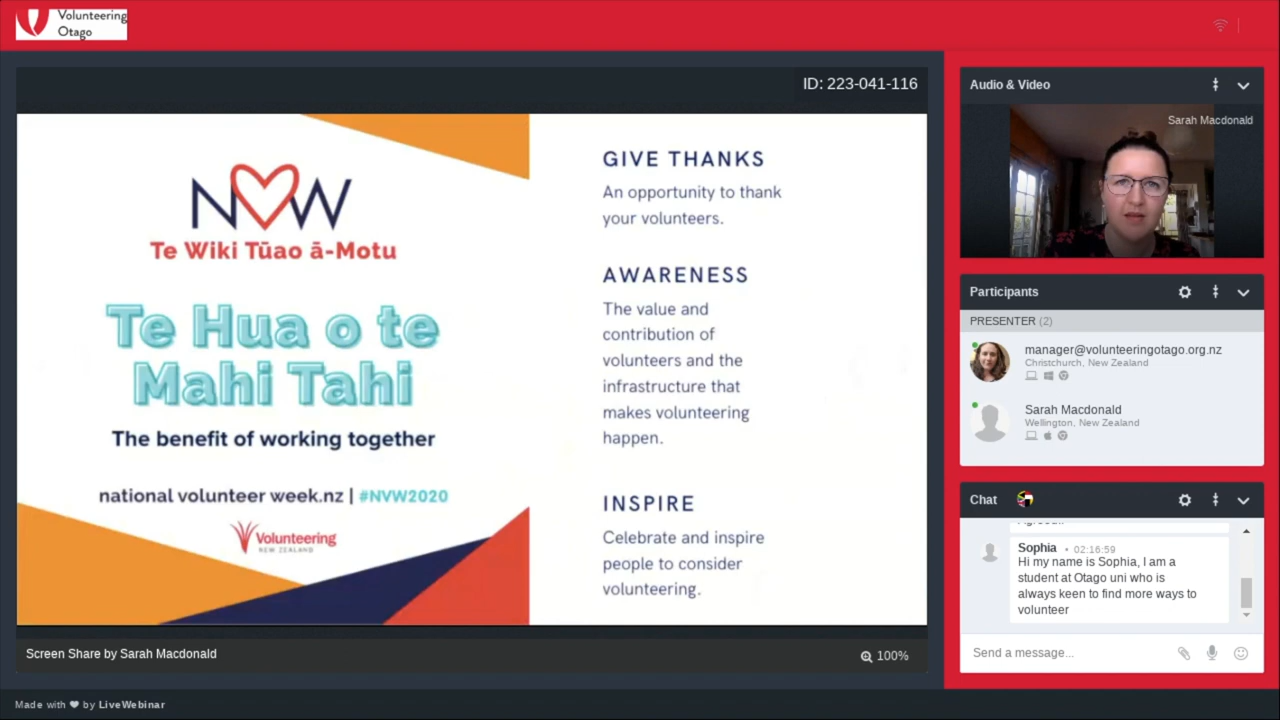 Volunteering
Otago
ID: 223-041-116
NVW
Te Wiki Tūao ā-Motu
Te Hua o te
Mahi Tahi
The benefit of working together
national volunteer week.nz | #NVW2020
Volunteering
NEW ZEALAND
GIVE THANKS
An opportunity to thank
your volunteers.
AWARENESS
The value and
contribution of
volunteers and the
infrastructure that
makes volunteering
happen.
INSPIRE
Celebrate and inspire
people to consider
volunteering.
Screen Share by Sarah Macdonald
100%
Audio & Video
Sarah Macdonald
Participants
PRESENTER (2)
manager@volunteeringotago.org.nz
Christchurch, New Zealand
Sarah Macdonald
Wellington, New Zealand
Chat
Sophia • 02:16:59
Hi my name is Sophia, I am a
student at Otago uni who is
always keen to find more ways to
volunteer
Send a message...
Made with ❤ by LiveWebinar